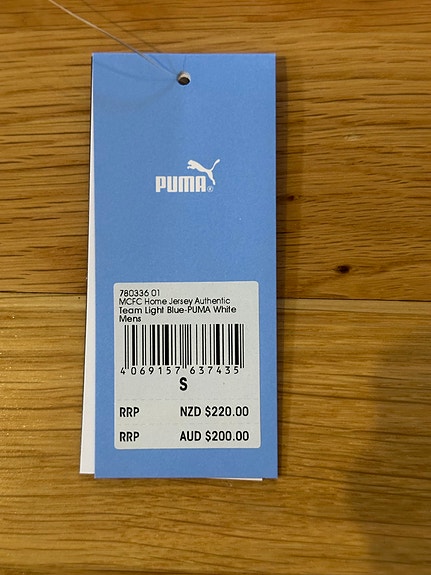 PUMA®
780336 01
MCFC Home Jersey Authentic
Team Light Blue-PUMA White
Mens
4 069157 637435
S
RRP NZD $220.00
RRP AUD $200.00